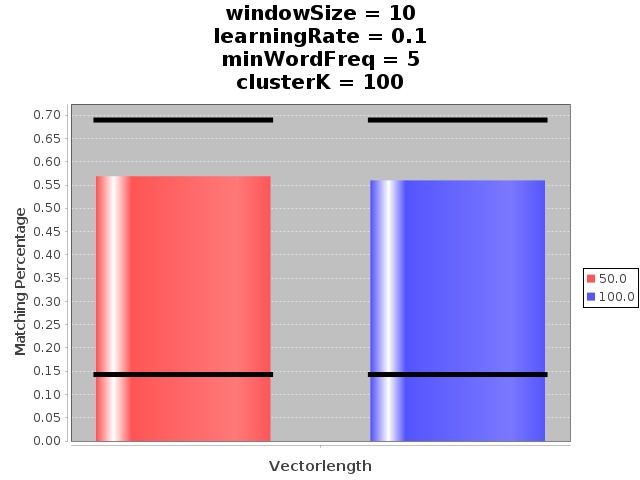 windowSize = 10
learningRate = 0.1
minWordFreq = 5
clusterK = 100
0.70
0.65
0.60
0.55
0.50
0.45
0.40
0.35
0.30
0.25
0.20
0.15
0.10
0.05
0.00
Matching Percentage
Vectorlength
50.0
100.0